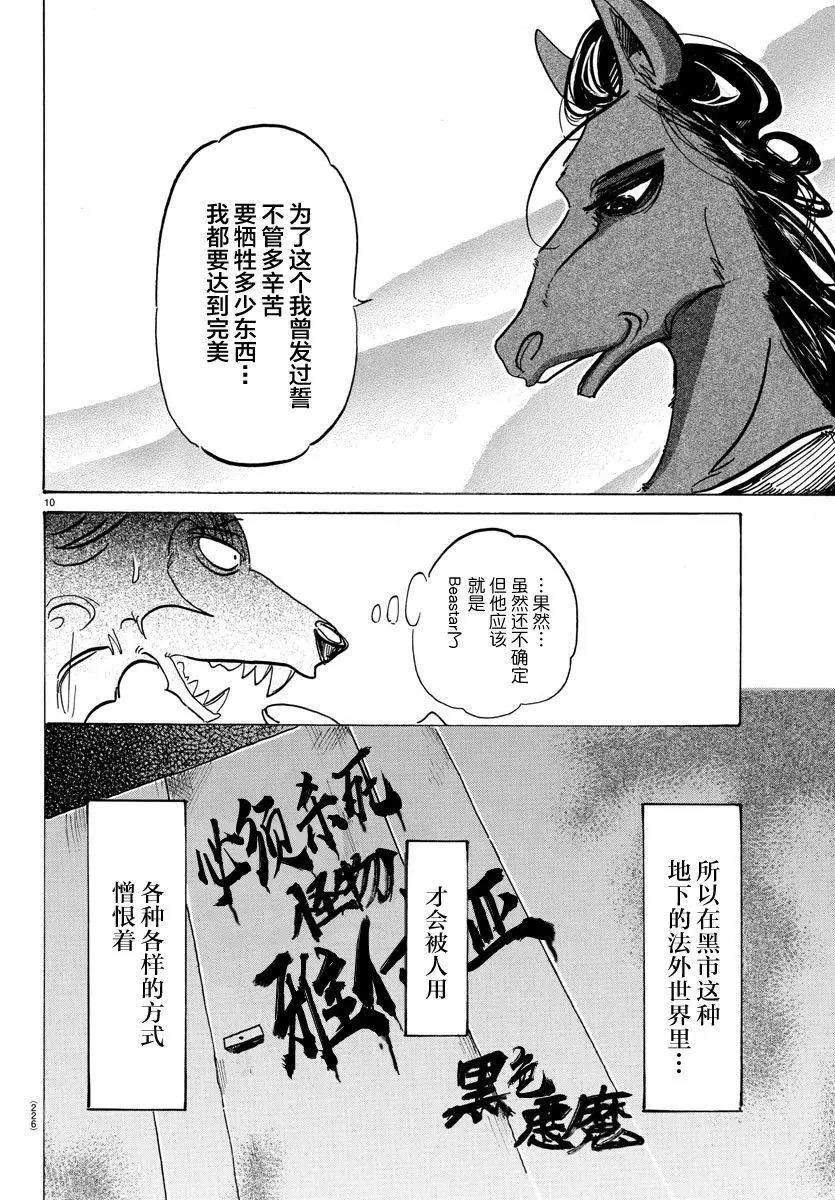 为了这个我曾发过誓
不管多辛苦
要牺牲多少东西…
我都要达到完美
10
…果然…
虽然还不确定
但他应该
就是
Beastar了
所以在黑市这种
地下的法外世界里…
才会被人用
各种各样的方式
憎恨着
必须杀死
怪物
雅
亚
黑色
恶魔
(226)